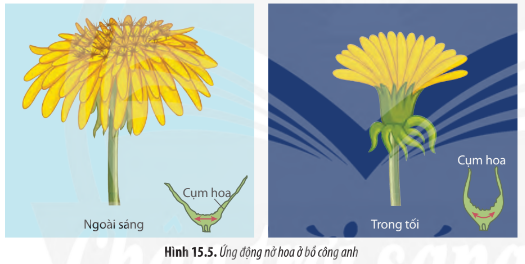 Cụm hoa
Ngoài sáng
Cụm hoa
Trong tối
Hình 15.5. Ứng động nở hoa ở bồ công anh